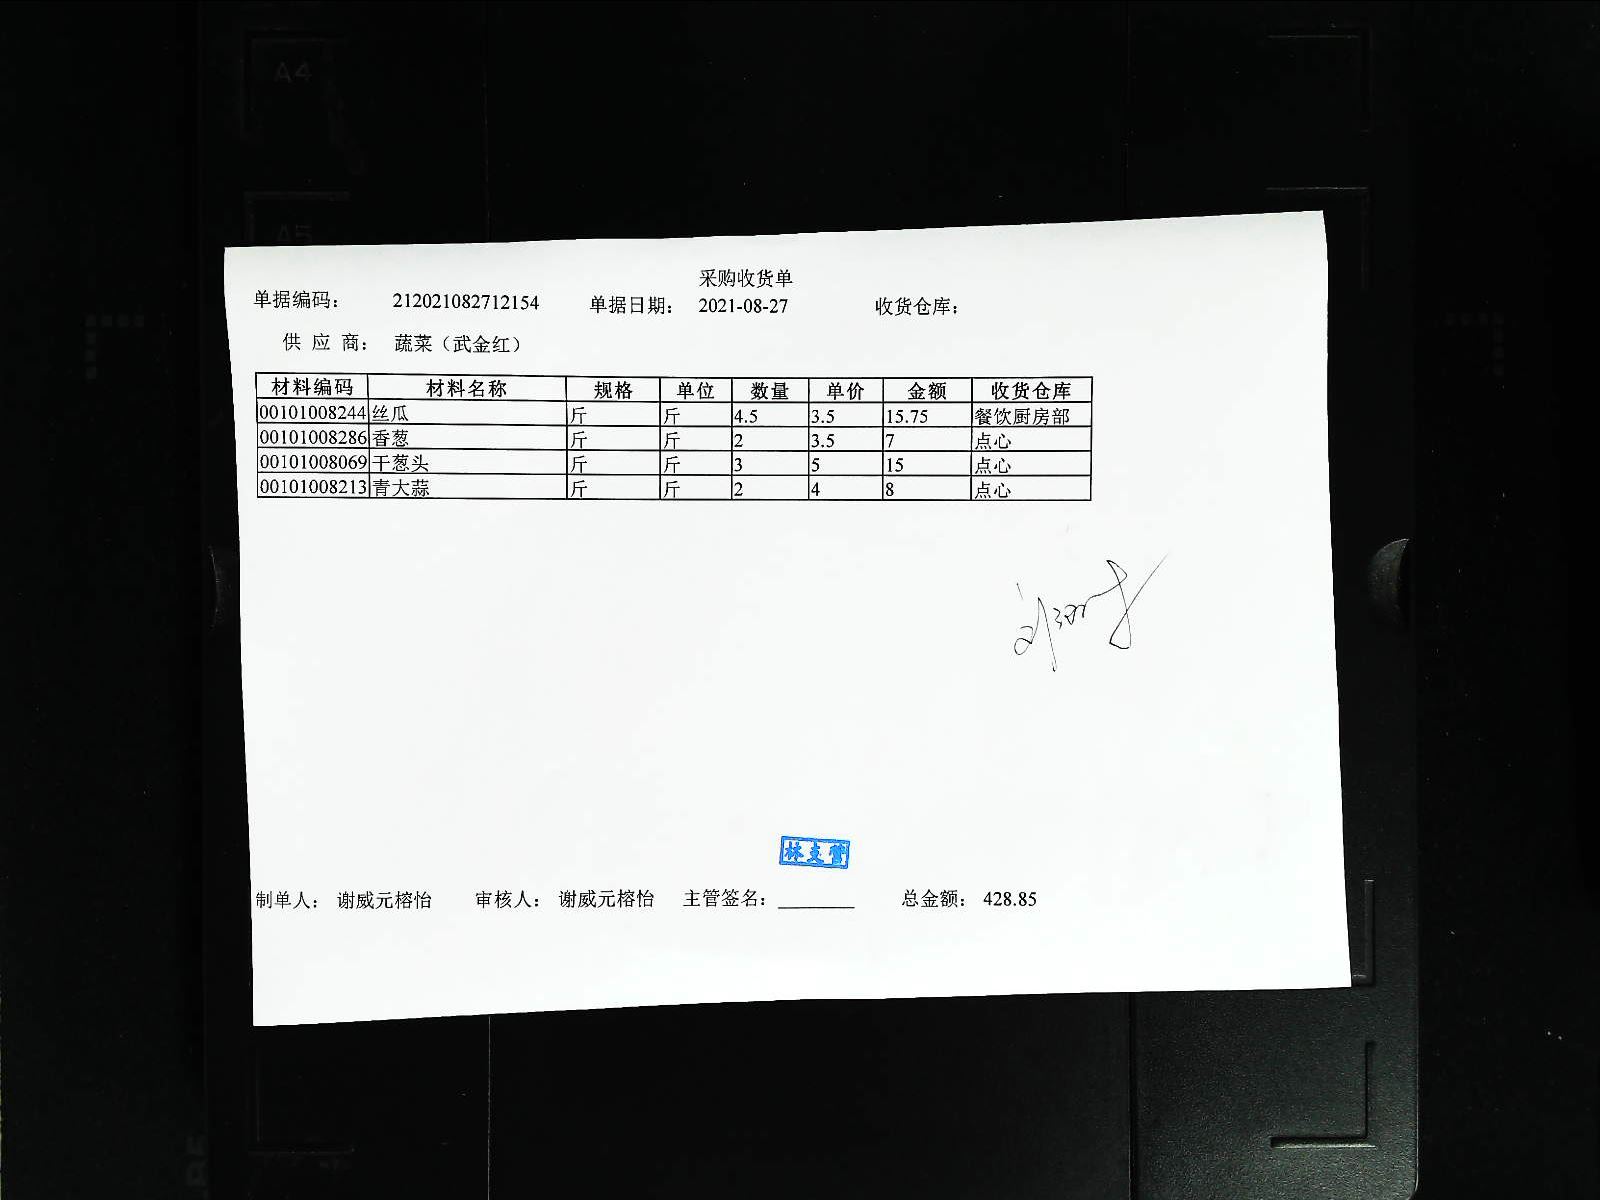 A4
A5
采购收货单
单据编码： 212021082712154 单据日期： 2021-08-27 收货仓库：
供 应 商： 蔬菜（武金红）
材料编码 材料名称 规格 单位 数量 单价 金额 收货仓库
00101008244 丝瓜 斤 斤 4.5 3.5 15.75 餐饮厨房部
00101008286 香葱 斤 斤 2 3.5 7 点心
00101008069 干葱头 斤 斤 3 5 15 点心
00101008213 青大蒜 斤 斤 2 4 8 点心
制单人： 谢威元榕怡 审核人： 谢威元榕怡 主管签名： 总金额： 428.85